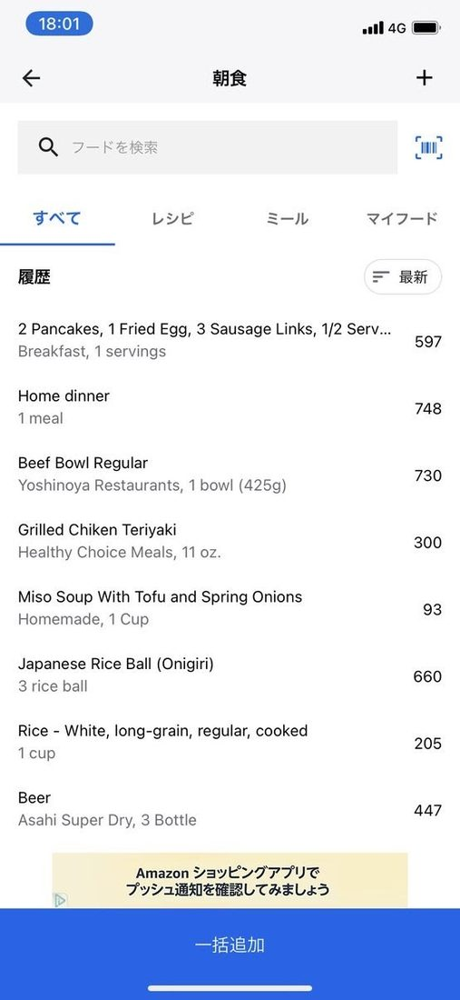 18:01
4G
朝食
フードを検索
すべて
レシピ
ミール
マイフード
履歴
最新
2 Pancakes, 1 Fried Egg, 3 Sausage Links, 1/2 Serv...
597
Breakfast, 1 servings
Home dinner
748
1 meal
Beef Bowl Regular
730
Yoshinoya Restaurants, 1 bowl (425g)
Grilled Chiken Teriyaki
300
Healthy Choice Meals, 11 oz.
Miso Soup With Tofu and Spring Onions
93
Homemade, 1 Cup
Japanese Rice Ball (Onigiri)
660
3 rice ball
Rice - White, long-grain, regular, cooked
205
1 cup
Beer
447
Asahi Super Dry, 3 Bottle
Amazon ショッピングアプリで
プッシュ通知を確認してみましょう
一括追加